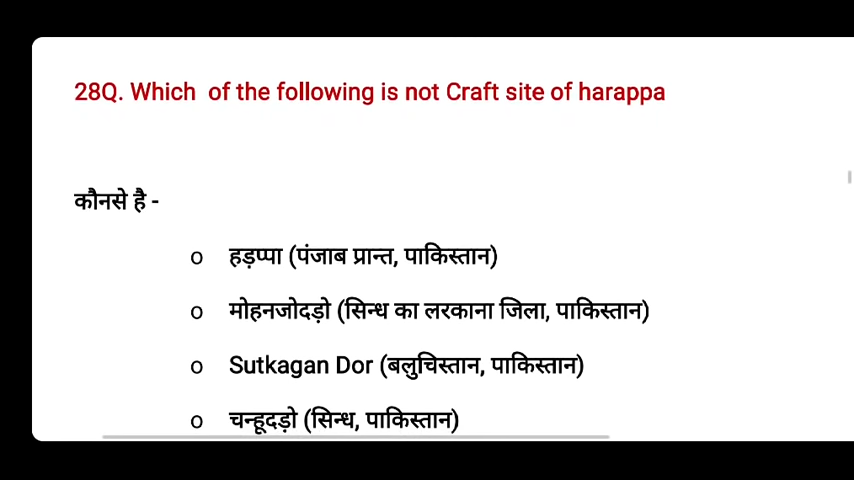 28Q. Which of the following is not Craft site of harappa
कौनसे है -
o हड़प्पा (पंजाब प्रान्त, पाकिस्तान)
o मोहनजोदड़ो (सिन्ध का लरकाना जिला, पाकिस्तान)
o Sutkagan Dor (बलुचिस्तान, पाकिस्तान)
o चन्हूदड़ो (सिन्ध, पाकिस्तान)